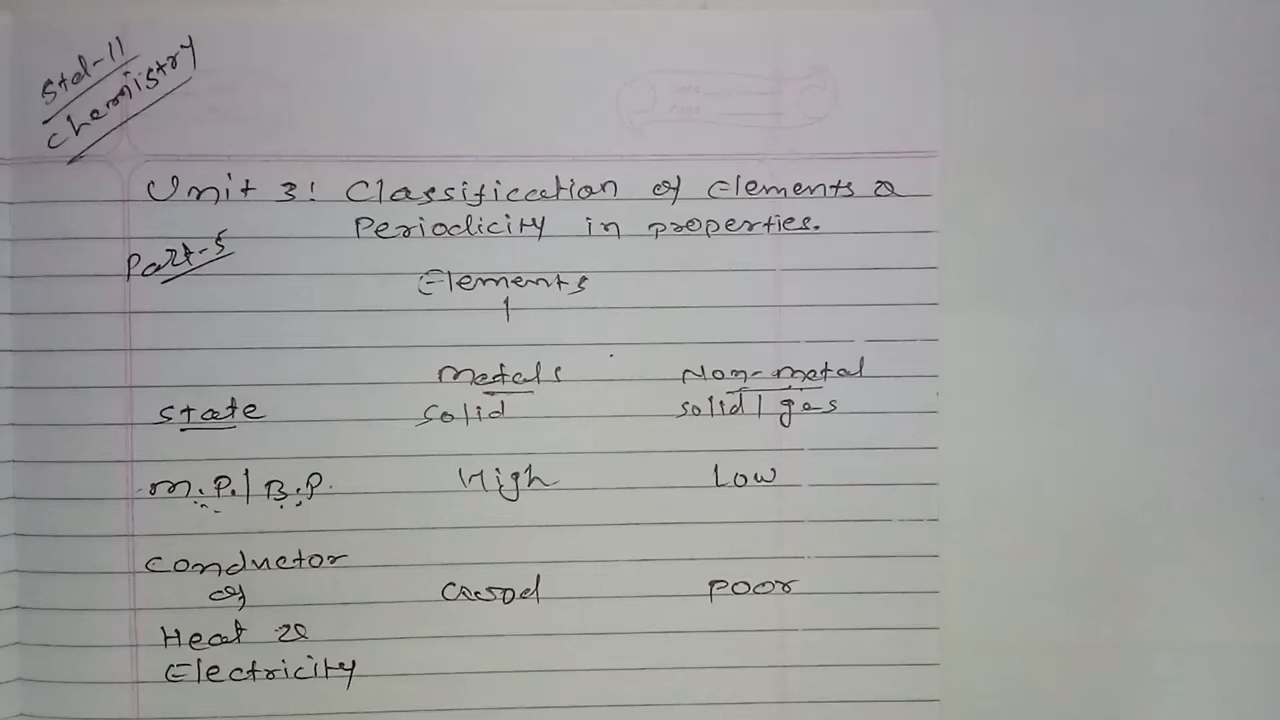 Std-11
Chemistry
Unit 3! Classification of Elements &
Periodicity in properties.
Part-5
Elements
Metals Non-metal
State Solid solid / gas
M.P. / B.P. High Low
Conductor
of Good Poor
Heat &
Electricity